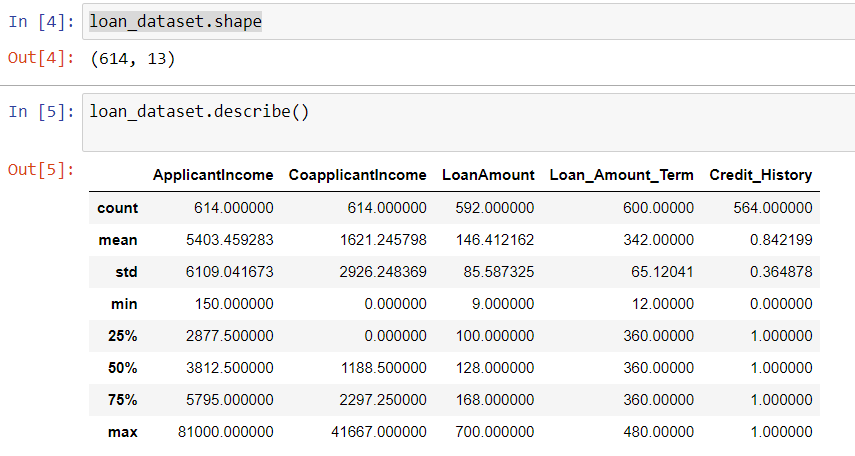 In [4]: loan_dataset.shape
Out[4]: (614, 13)
In [5]: loan_dataset.describe()
Out[5]:
ApplicantIncome CoapplicantIncome LoanAmount Loan_Amount_Term Credit_History
count 614.000000 614.000000 592.000000 600.00000 564.000000
mean 5403.459283 1621.245798 146.412162 342.00000 0.842199
std 6109.041673 2926.248369 85.587325 65.12041 0.364878
min 150.000000 0.000000 9.000000 12.00000 0.000000
25% 2877.500000 0.000000 100.000000 360.00000 1.000000
50% 3812.500000 1188.500000 128.000000 360.00000 1.000000
75% 5795.000000 2297.250000 168.000000 360.00000 1.000000
max 81000.000000 41667.000000 700.000000 480.00000 1.000000